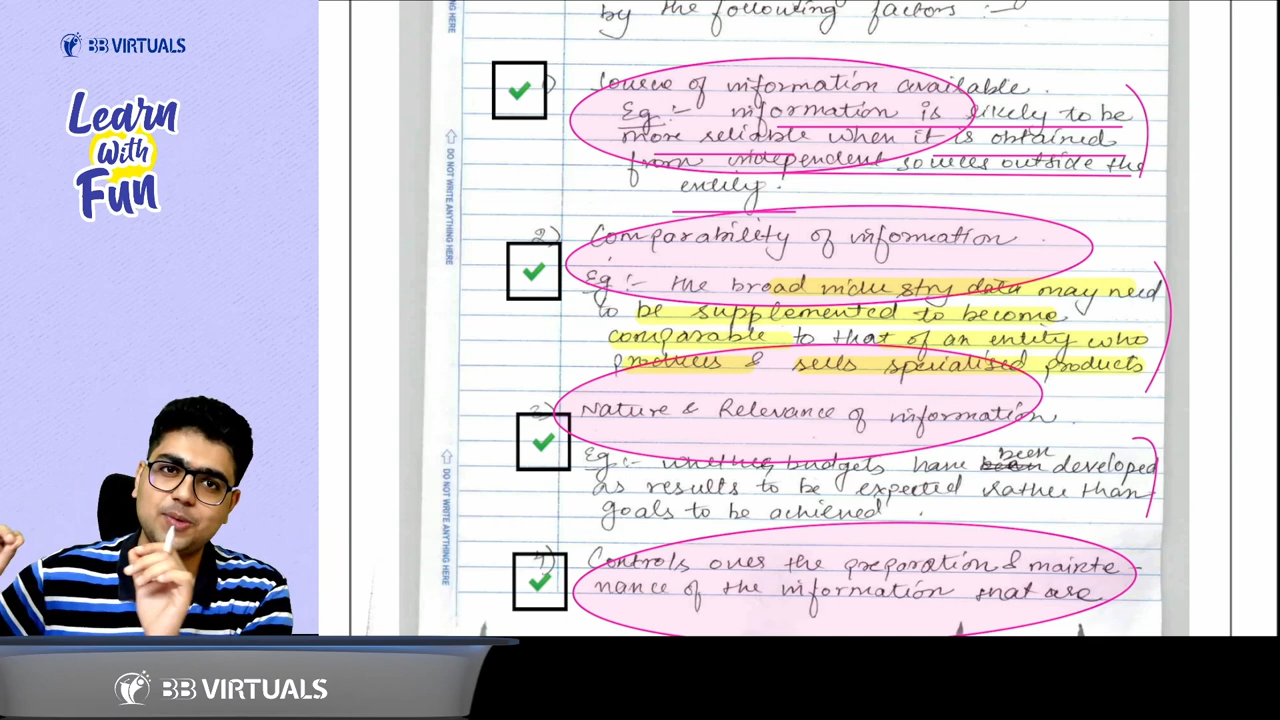 BB VIRTUALS
Learn
With
Fun
by the following factors :-
1) Source of information available.
Eg :- information is likely to be
more reliable when it is obtained
from independent sources outside the
entity.
2) Comparability of information.
Eg :- the broad industry data may need
to be supplemented to become
comparable to that of an entity who
produces & sells specialised products
3) Nature & Relevance of information.
Eg :- whether budgets have been developed
as results to be expected rather than
goals to be achieved.
4) Controls over the preparation & mainte
nance of the information that are
NG HERE
DO NOT WRITE ANYTHING HERE
DO NOT WRITE ANYTHING HERE
BB VIRTUALS